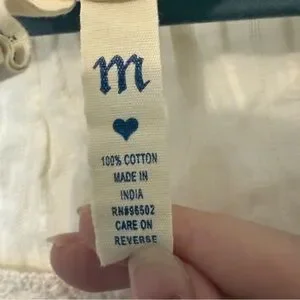 m
100% COTTON
MADE IN
INDIA
RN#96502
CARE ON
REVERSE